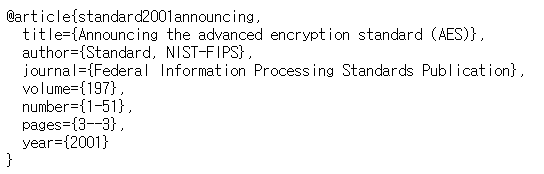 @article{standard2001announcing,
  title={Announcing the advanced encryption standard (AES)},
  author={Standard, NIST-FIPS},
  journal={Federal Information Processing Standards Publication},
  volume={197},
  number={1-51},
  pages={3--3},
  year={2001}
}